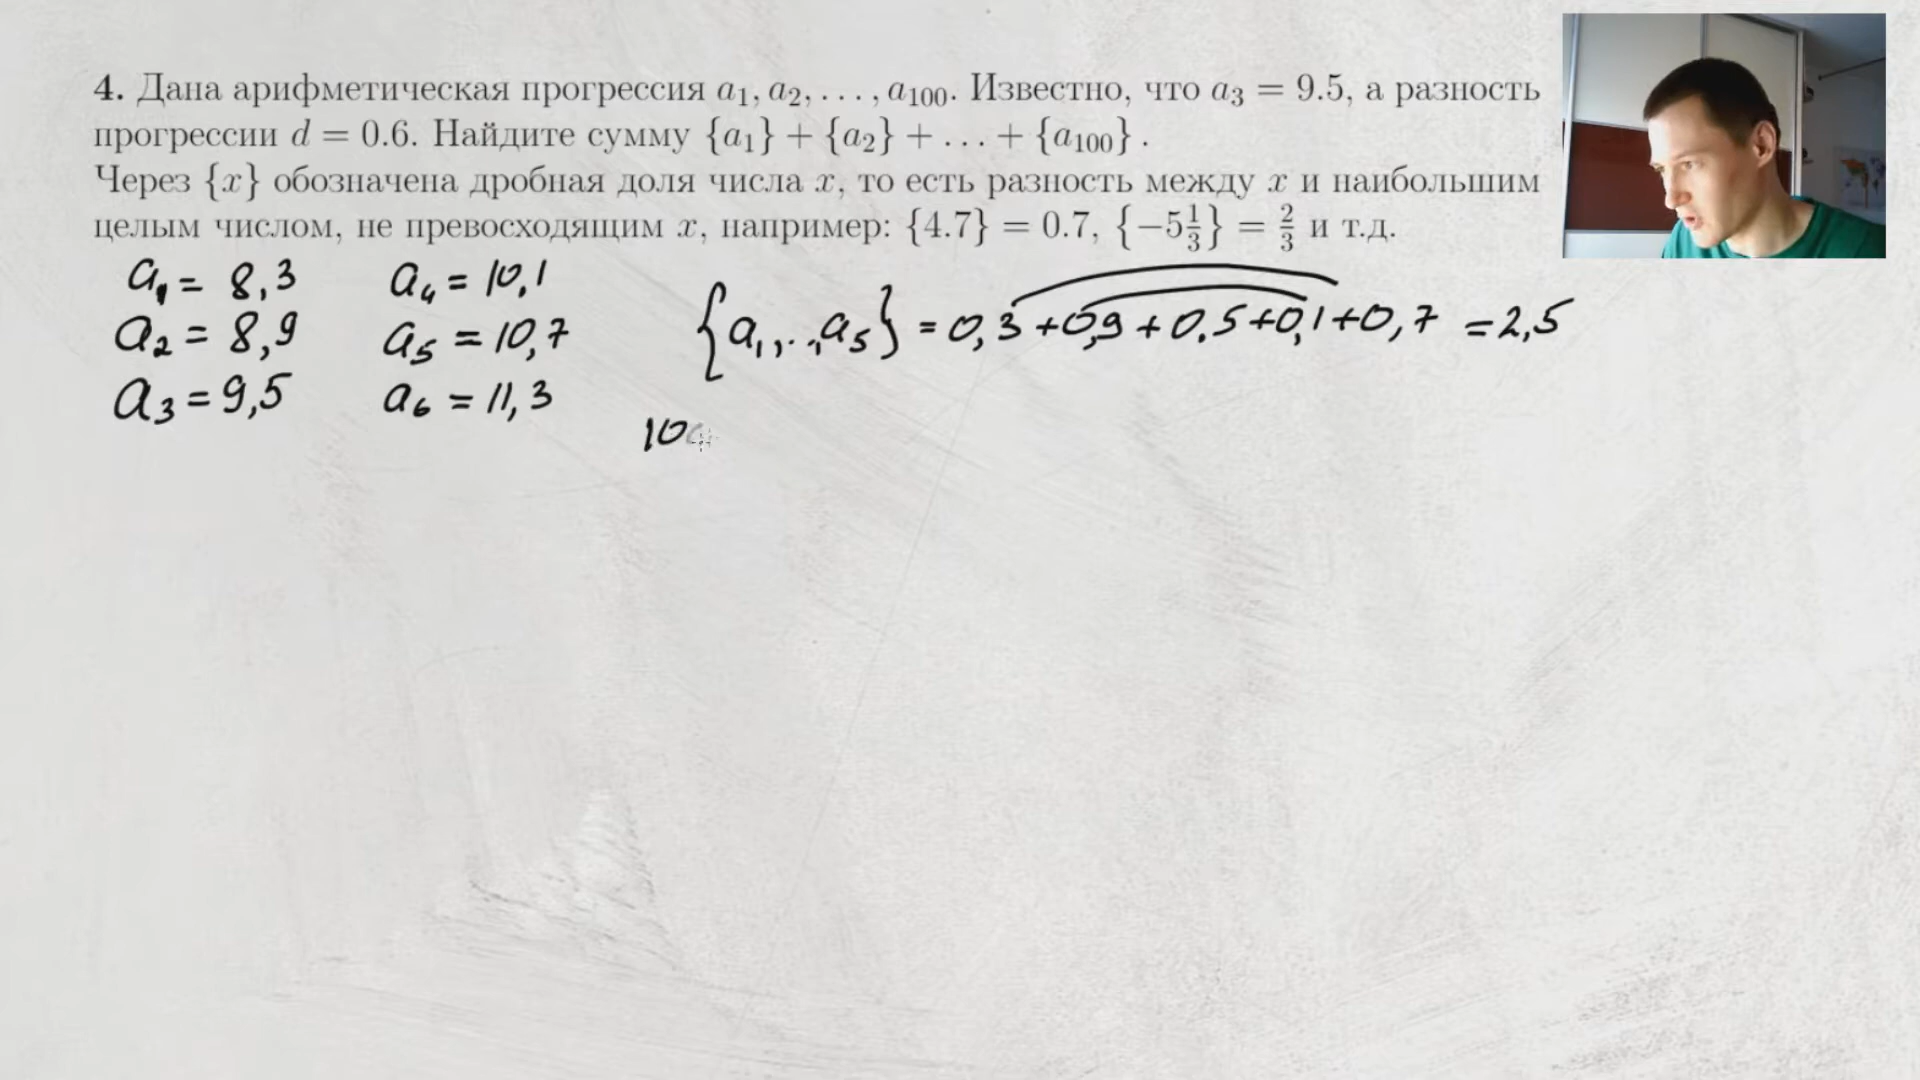 4. Дана арифметическая прогрессия a₁, a₂, . . . , a₁₀₀. Известно, что a₃ = 9.5, а разность
прогрессии d = 0.6. Найдите сумму {a₁} + {a₂} + . . . + {a₁₀₀} .
Через {x} обозначена дробная доля числа x, то есть разность между x и наибольшим
целым числом, не превосходящим x, например: {4.7} = 0.7, {−5⅓} = ⅔ и т.д.
a₁ = 8,3
a₂ = 8,9
a₃ = 9,5
a₄ = 10,1
a₅ = 10,7
a₆ = 11,3
{a₁,..,a₅} = 0,3+0,9+0.5+0,1+0,7 = 2,5
10